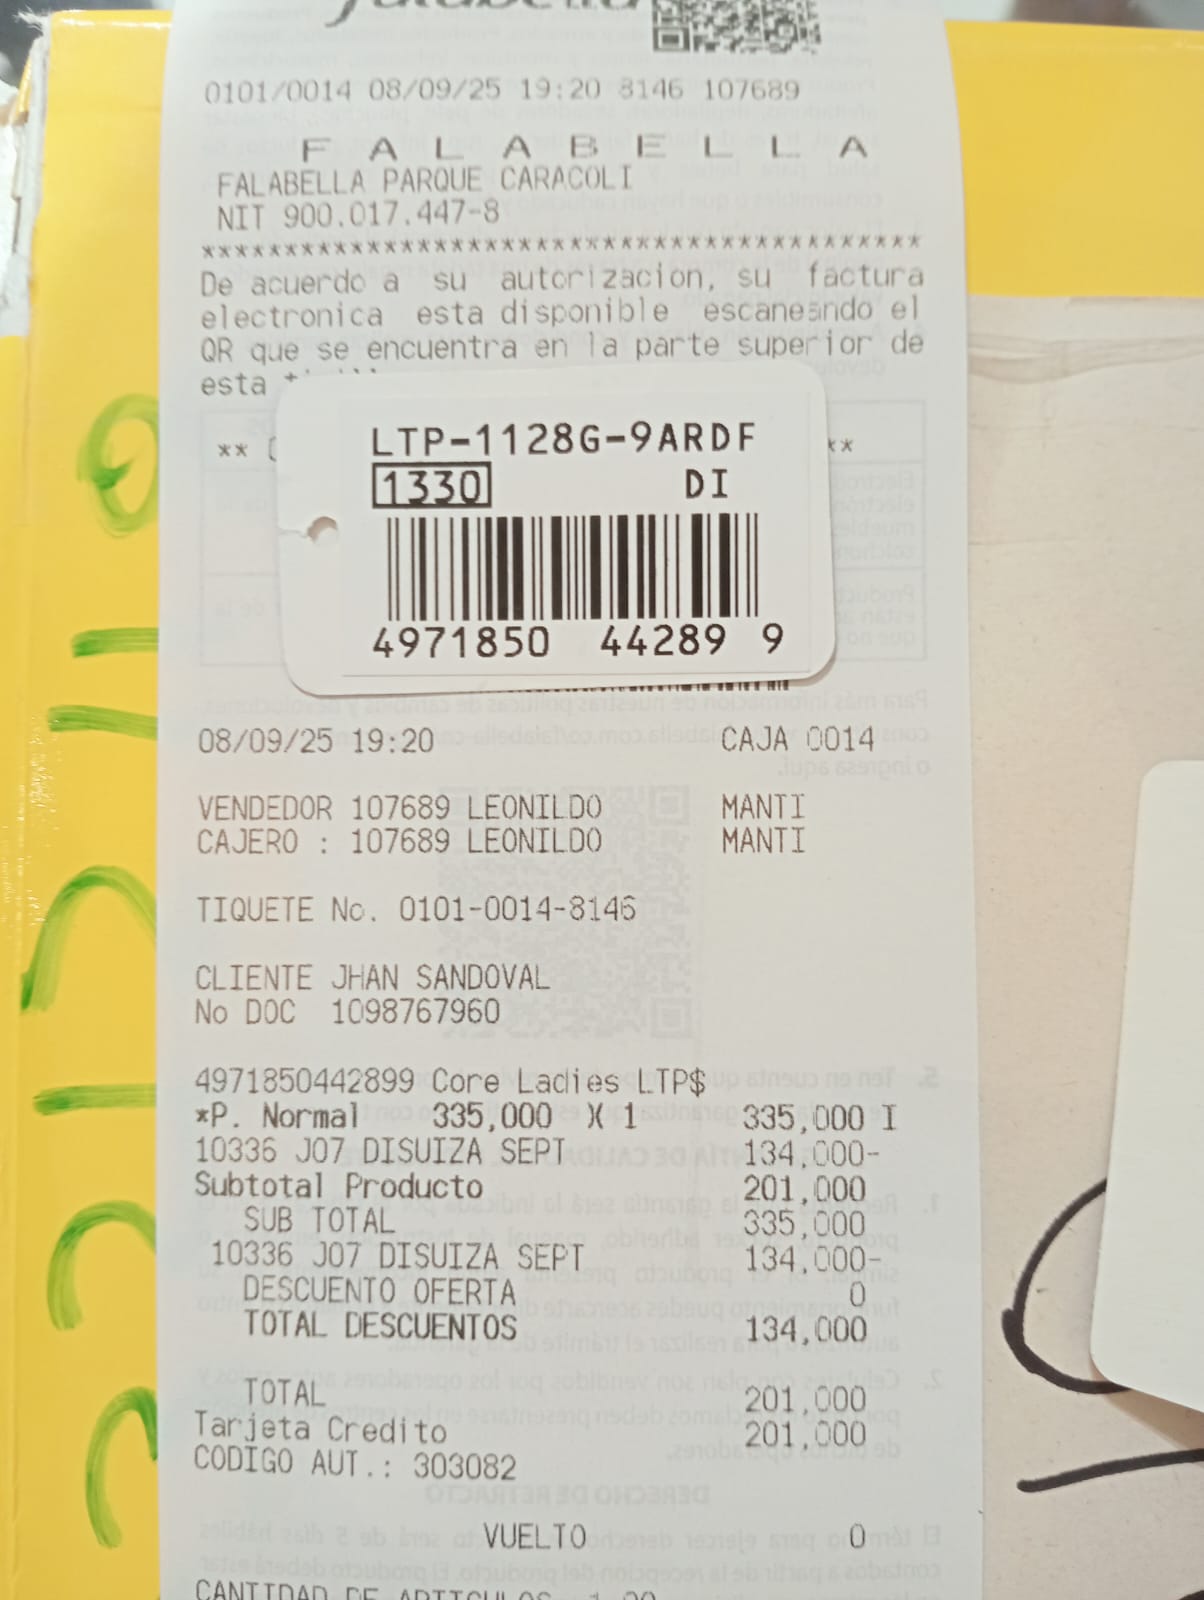 falabella
0101/0014 08/09/25 19:20 8146 107689
F A L A B E L L A
FALABELLA PARQUE CARACOLI
NIT 900.017.447-8
*******************************************
De acuerdo a su autorizacion, su factura
electronica esta disponible escaneando el
QR que se encuentra en la parte superior de
esta
** **
LTP-1128G-9ARDF
1330 DI
4971850 44289 9
08/09/25 19:20 CAJA 0014
VENDEDOR 107689 LEONILDO MANTI
CAJERO : 107689 LEONILDO MANTI
TIQUETE No. 0101-0014-8146
CLIENTE JHAN SANDOVAL
No DOC 1098767960
4971850442899 Core Ladies LTP$
*P. Normal 335,000 X 1 335,000 I
10336 J07 DISUIZA SEPT 134,000-
Subtotal Producto 201,000
SUB TOTAL 335,000
10336 J07 DISUIZA SEPT 134,000-
DESCUENTO OFERTA 0
TOTAL DESCUENTOS 134,000
TOTAL 201,000
Tarjeta Credito 201,000
CODIGO AUT.: 303082
VUELTO 0
CANTIDAD DE ARTICULOS 1.00